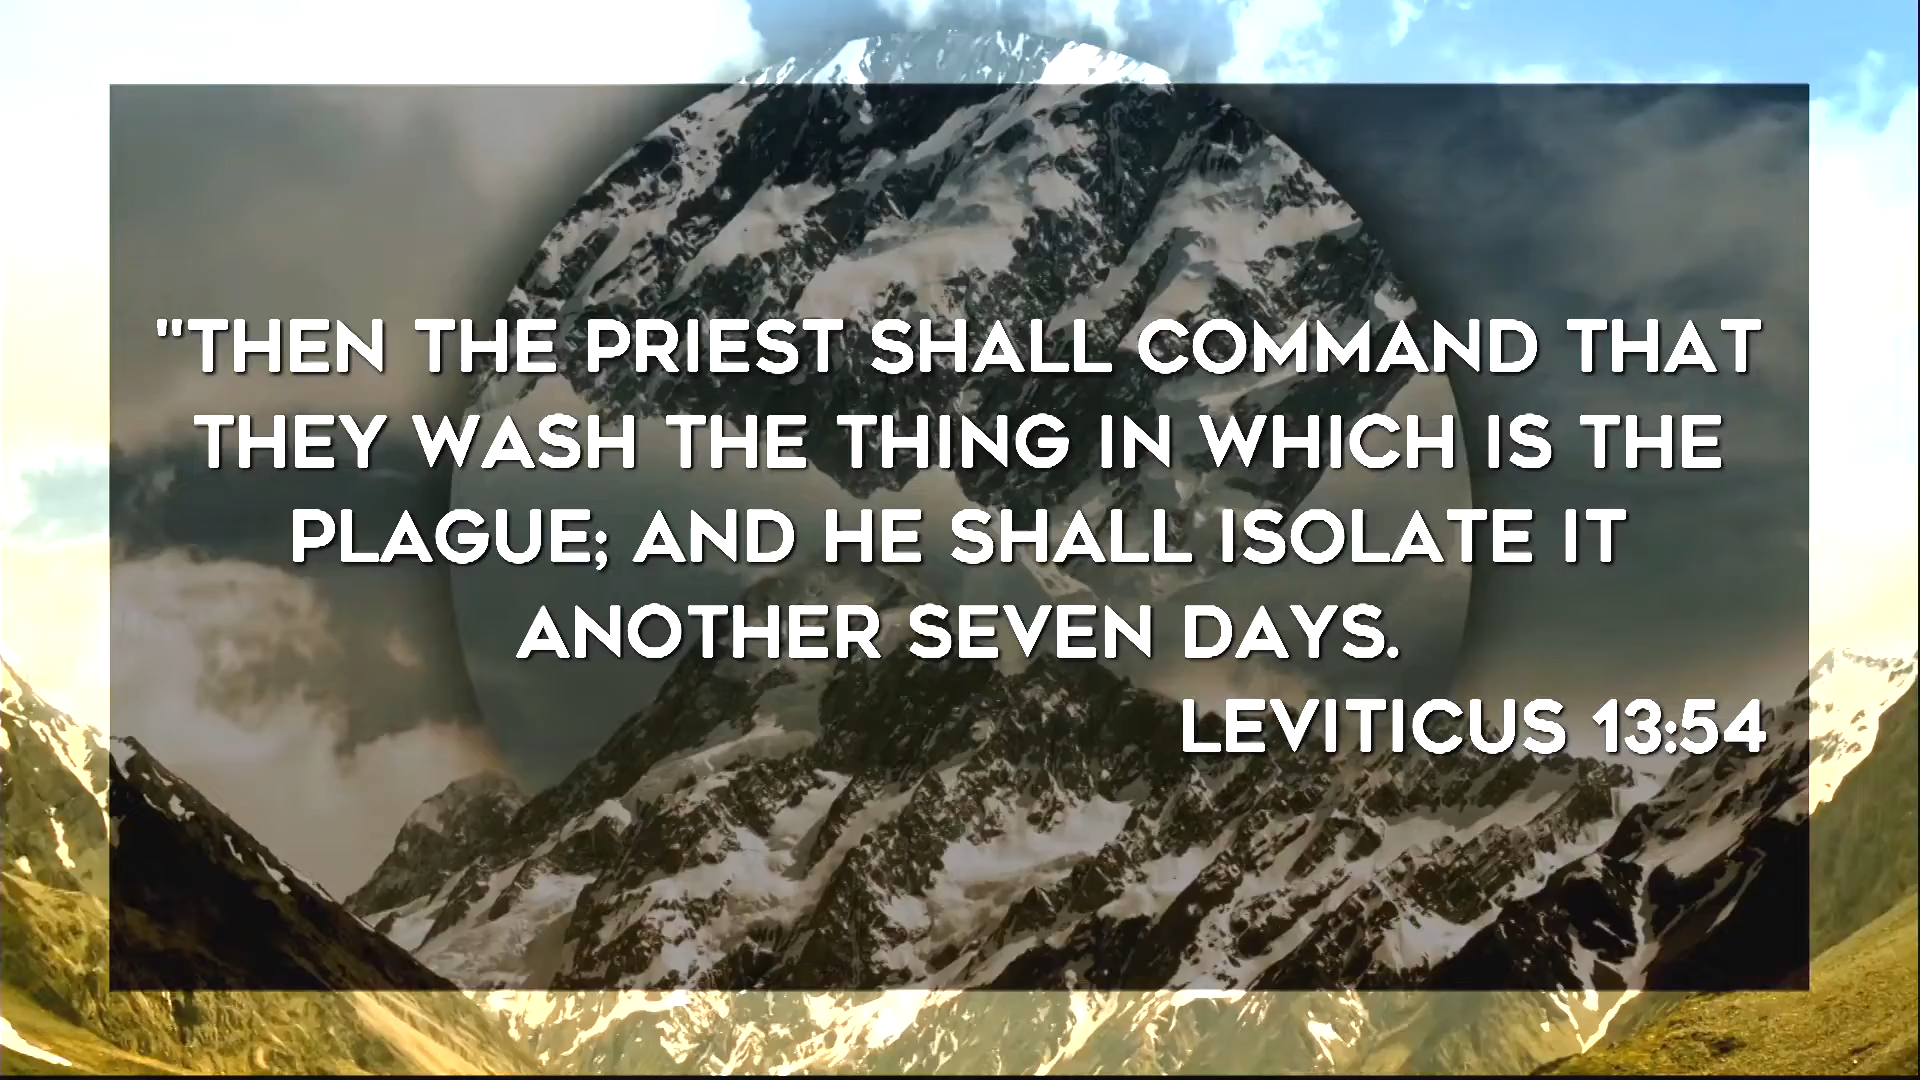 "THEN THE PRIEST SHALL COMMAND THAT
THEY WASH THE THING IN WHICH IS THE
PLAGUE; AND HE SHALL ISOLATE IT
ANOTHER SEVEN DAYS.
LEVITICUS 13:54